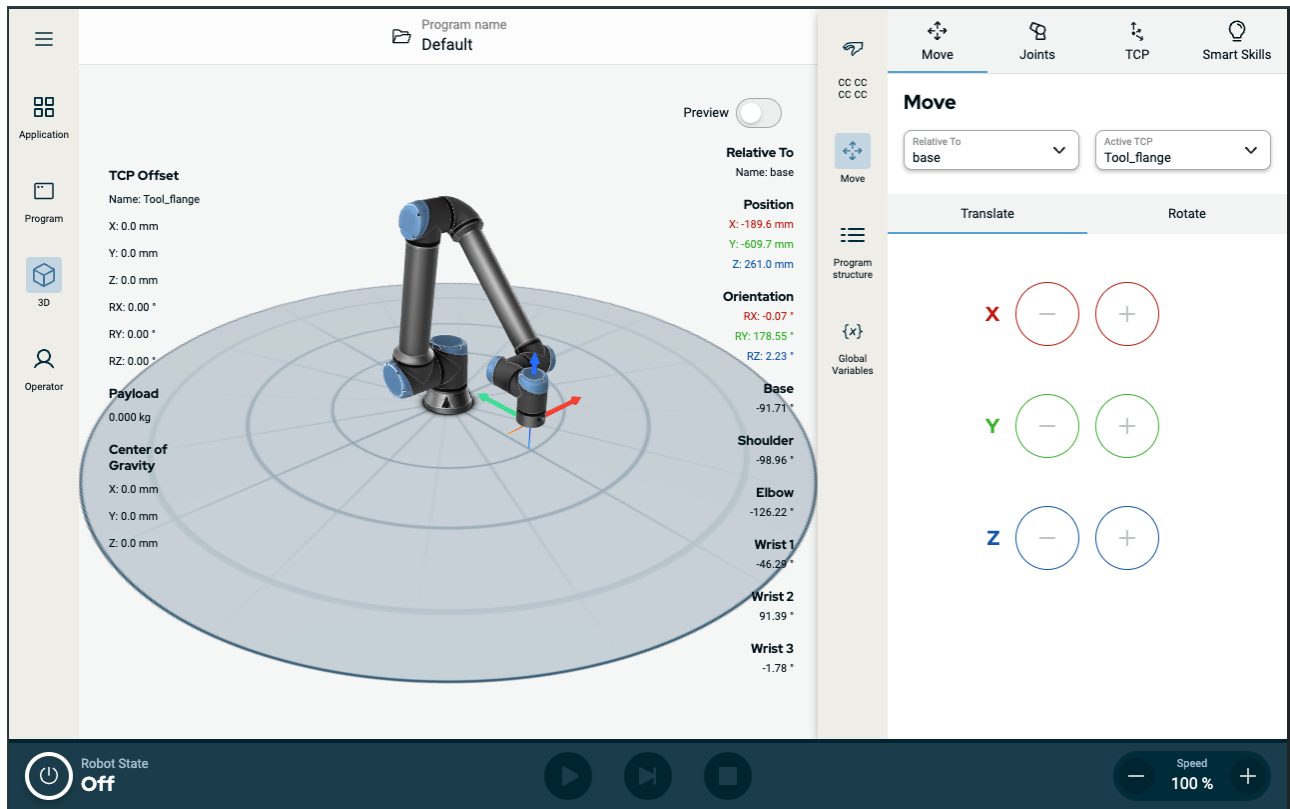 Program name
Default
Application
Program
3D
Operator
Preview
TCP Offset
Name: Tool_flange
X: 0.0 mm
Y: 0.0 mm
Z: 0.0 mm
RX: 0.00 °
RY: 0.00 °
RZ: 0.00 °
Payload
0.000 kg
Center of
Gravity
X: 0.0 mm
Y: 0.0 mm
Z: 0.0 mm
Relative To
Name: base
Position
X: -189.6 mm
Y: -609.7 mm
Z: 261.0 mm
Orientation
RX: -0.07 °
RY: 178.55 °
RZ: 2.23 °
Base
-91.71 °
Shoulder
-98.96 °
Elbow
-126.22 °
Wrist 1
-46.29 °
Wrist 2
91.39 °
Wrist 3
-1.78 °
CC CC
CC CC
Move
Program
structure
{x}
Global
Variables
Move
Joints
TCP
Smart Skills
Move
Relative To
base
Active TCP
Tool_flange
Translate
Rotate
X
− +
Y
− +
Z
− +
Robot State
Off
Speed
− 100 % +